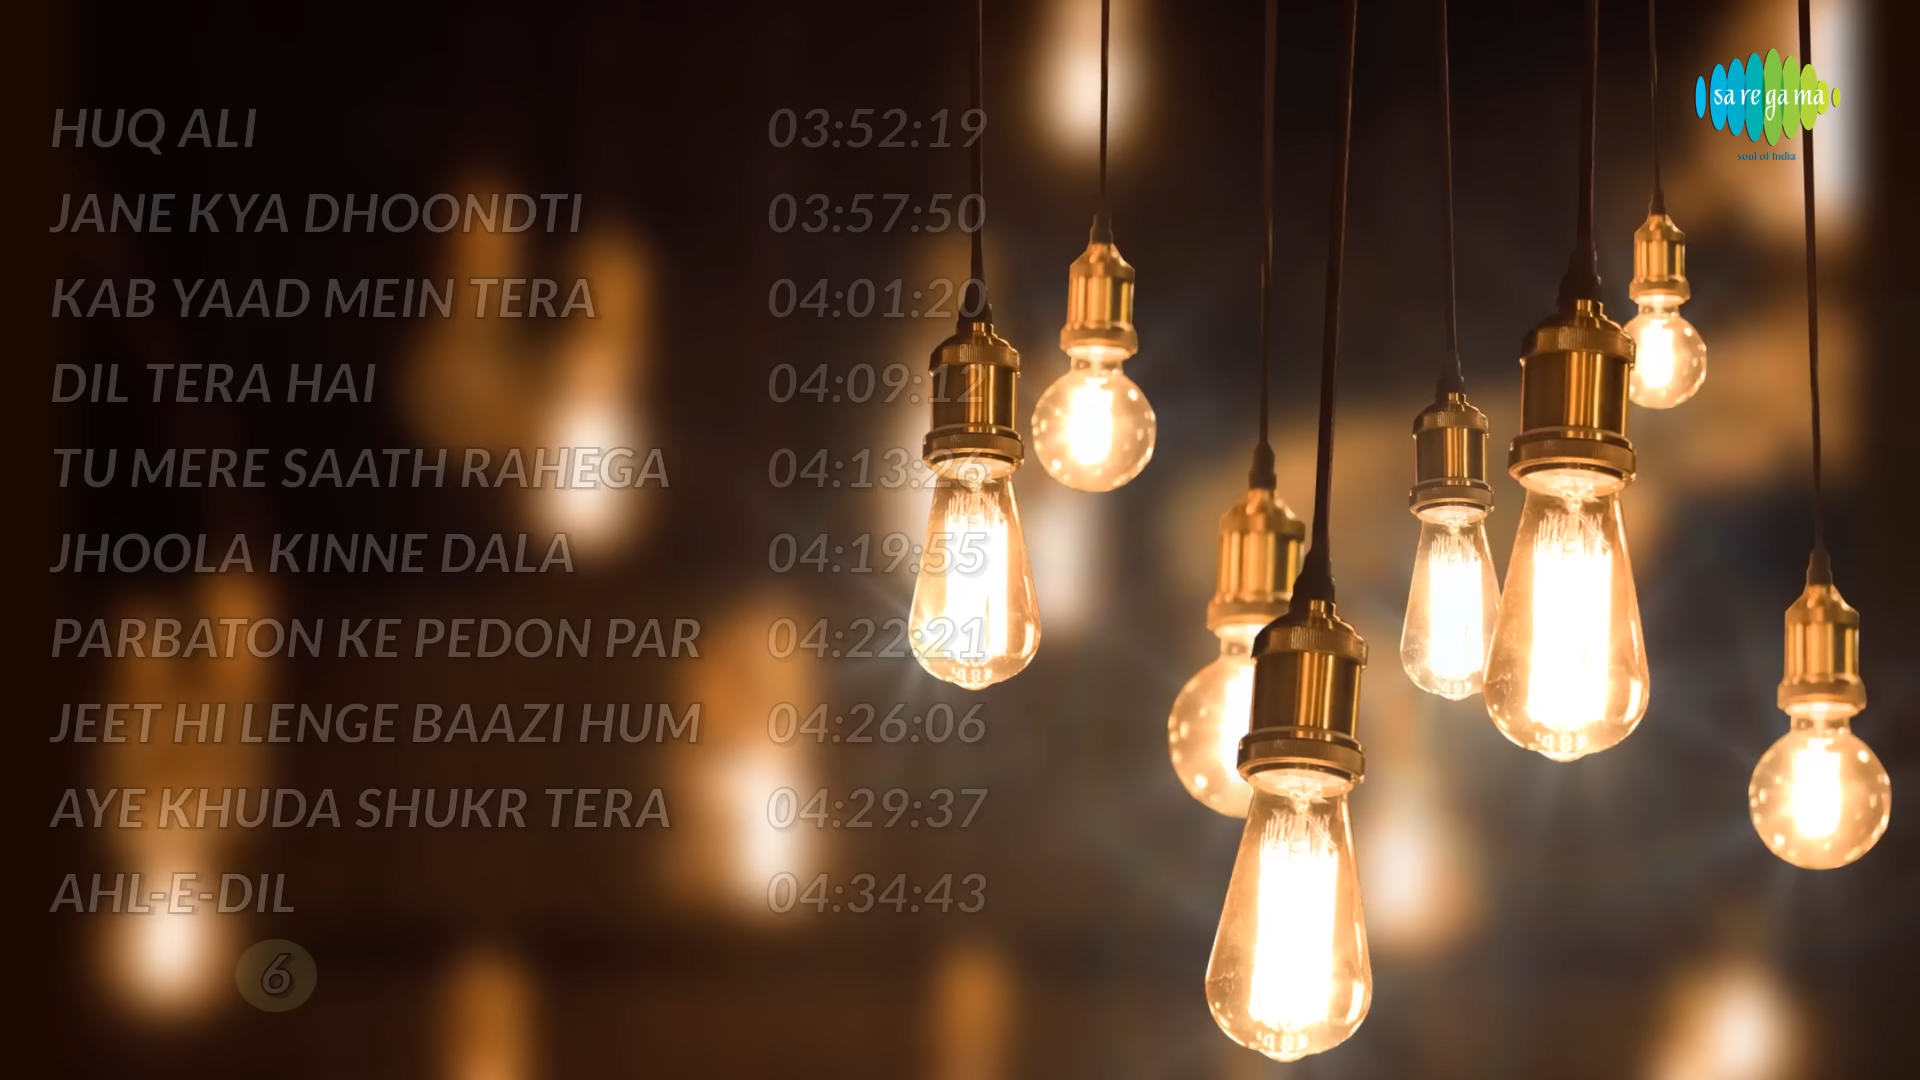 HUQ ALI 03:52:19
JANE KYA DHOONDTI 03:57:50
KAB YAAD MEIN TERA 04:01:20
DIL TERA HAI 04:09:12
TU MERE SAATH RAHEGA 04:13:26
JHOOLA KINNE DALA 04:19:55
PARBATON KE PEDON PAR 04:22:21
JEET HI LENGE BAAZI HUM 04:26:06
AYE KHUDA SHUKR TERA 04:29:37
AHL-E-DIL 04:34:43
6
sa re ga ma
soul of India